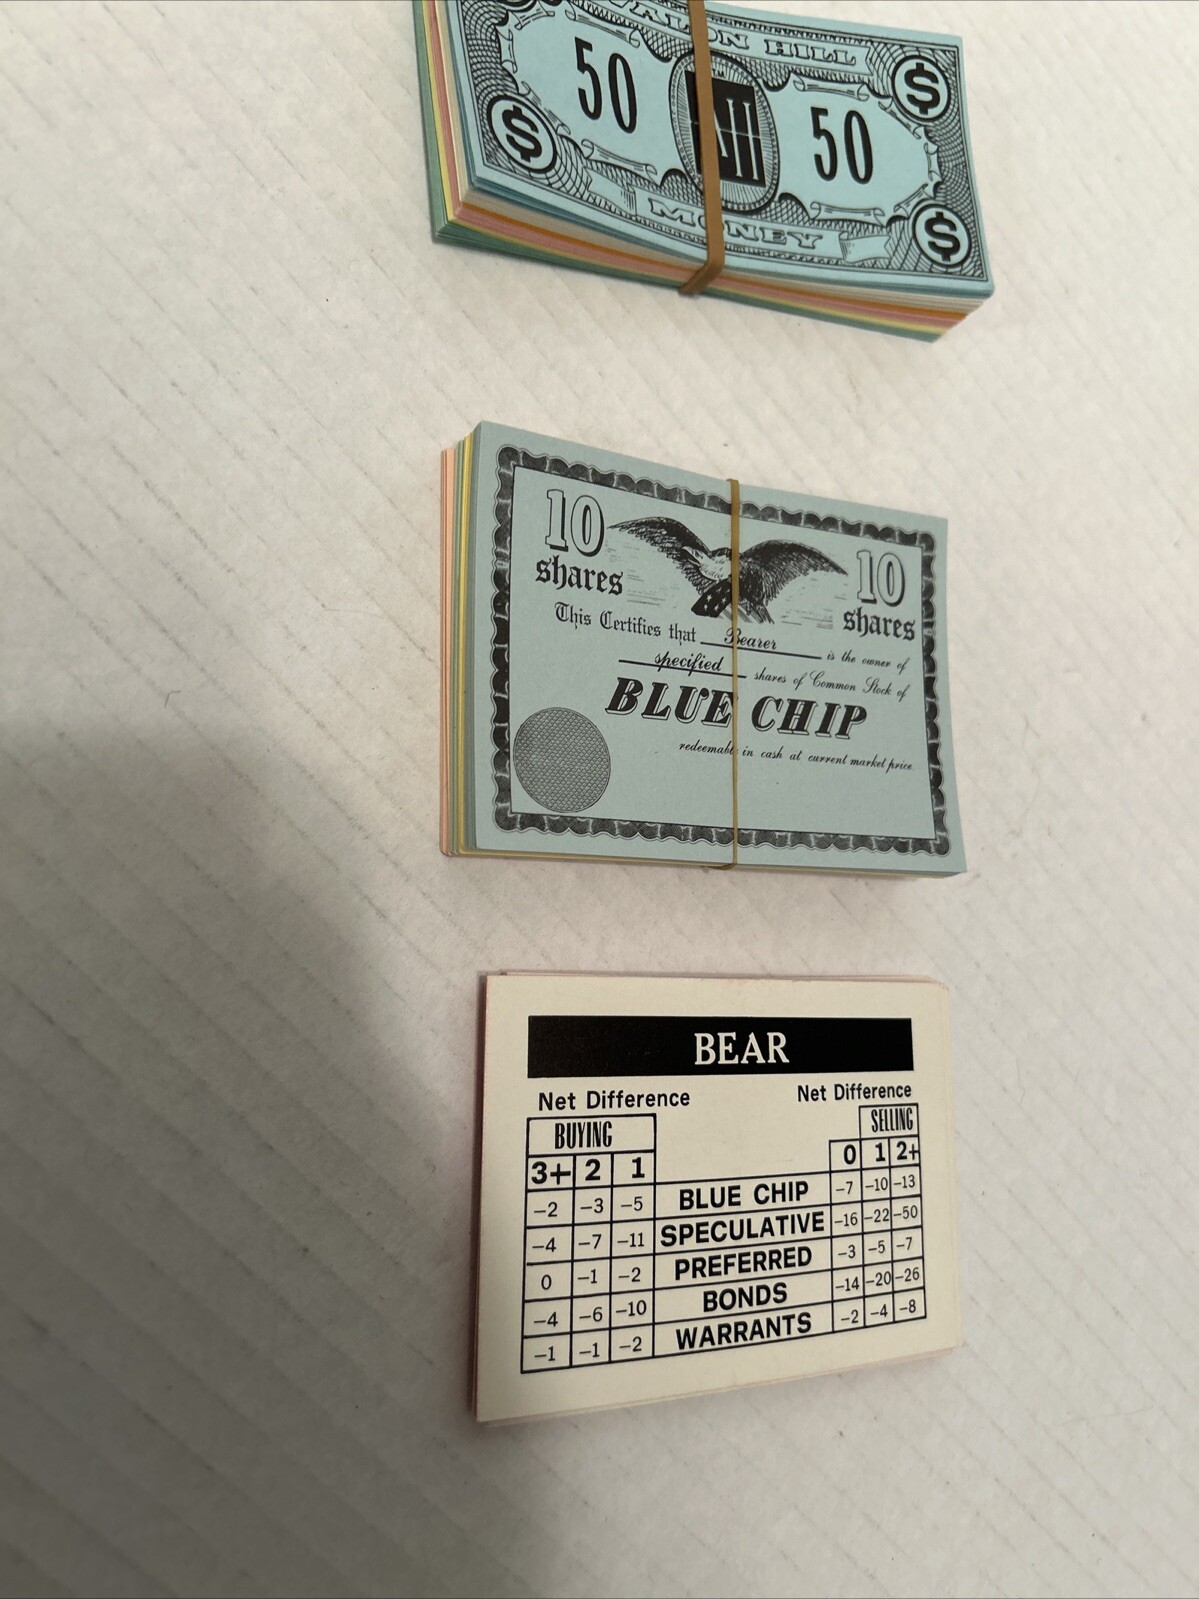 AVALON HILL
$
50 50
$ AH
MONEY $
10 10
shares shares
This Certifies that Bearer is the owner of
specified shares of Common Stock of
BLUE CHIP
redeemable in cash at current market price.
BEAR
Net Difference Net Difference
BUYING SELLING
3+ 2 1 0 1 2+
-2 -3 -5 BLUE CHIP -7 -10 -13
-4 -7 -11 SPECULATIVE -16 -22 -50
0 -1 -2 PREFERRED -3 -5 -7
-4 -6 -10 BONDS -14 -20 -26
-1 -1 -2 WARRANTS -2 -4 -8